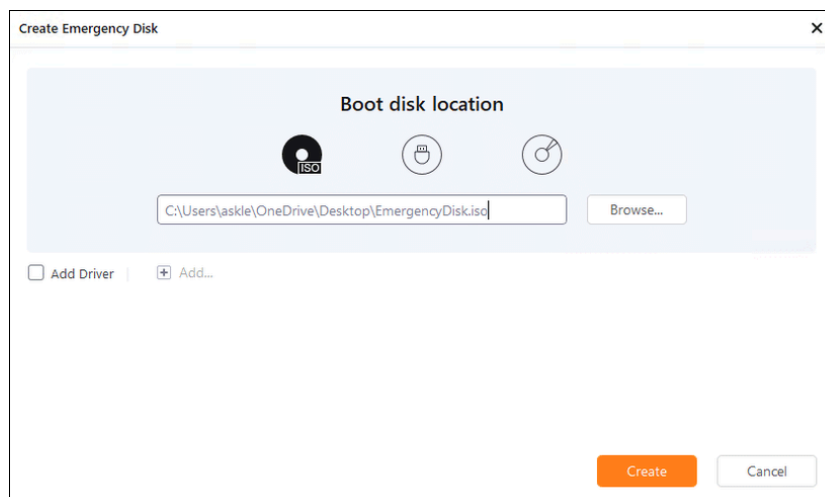 Create Emergency Disk
Boot disk location
ISO
C:\Users\askle\OneDrive\Desktop\EmergencyDisk.iso
Browse...
Add Driver
Add...
Create
Cancel